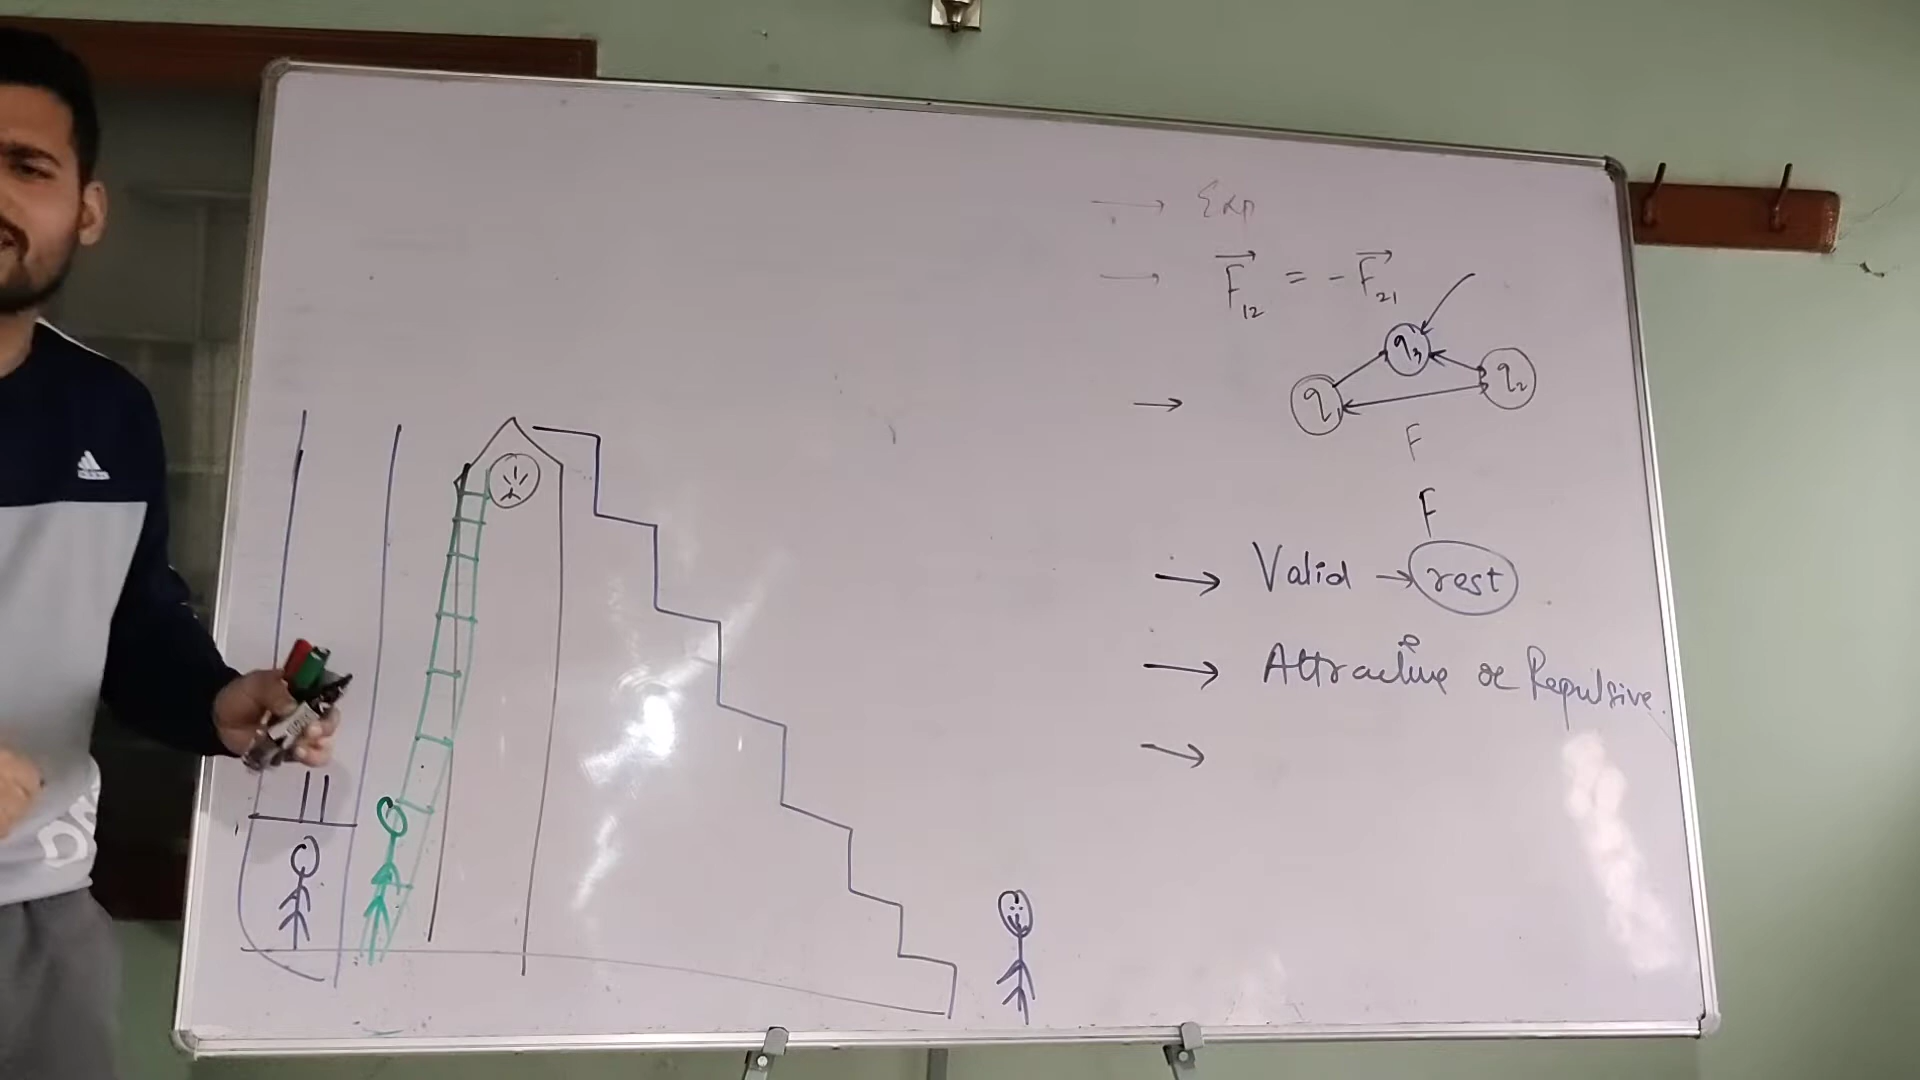 → Exp
→ F₁₂ = -F₂₁
q₃
→ q₁ q₂
F
F
→ Valid → rest
→ Attractive or Repulsive.
→